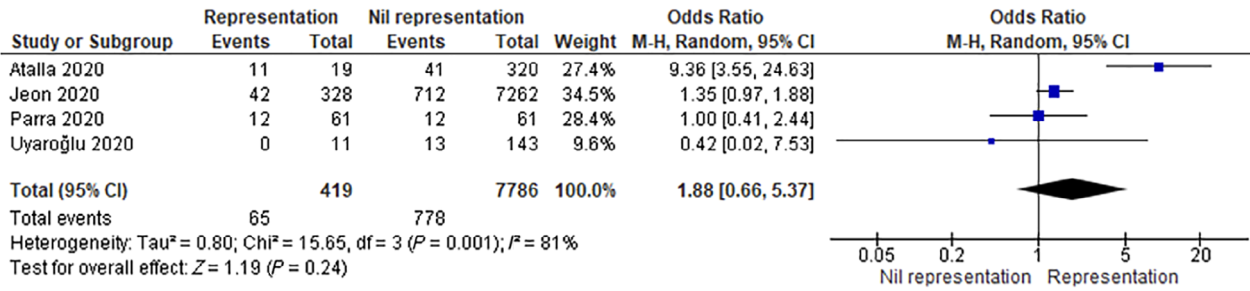 Representation Nil representation Odds Ratio Odds Ratio
Study or Subgroup Events Total Events Total Weight M-H, Random, 95% CI M-H, Random, 95% CI
Atalla 2020 11 19 41 320 27.4% 9.36 [3.55, 24.63]
Jeon 2020 42 328 712 7262 34.5% 1.35 [0.97, 1.88]
Parra 2020 12 61 12 61 28.4% 1.00 [0.41, 2.44]
Uyaroğlu 2020 0 11 13 143 9.6% 0.42 [0.02, 7.53]
Total (95% CI) 419 7786 100.0% 1.88 [0.66, 5.37]
Total events 65 778
Heterogeneity: Tau² = 0.80; Chi² = 15.65, df = 3 (P = 0.001); I² = 81%
Test for overall effect: Z = 1.19 (P = 0.24)
0.05 0.2 1 5 20
Nil representation Representation